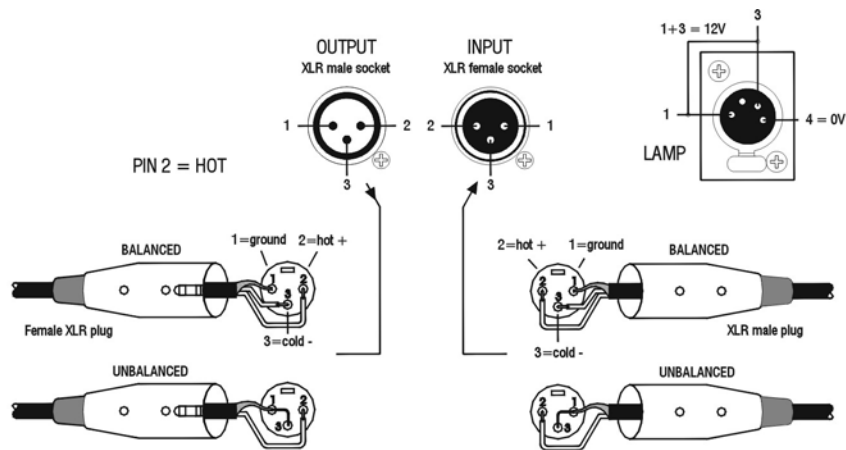 OUTPUT
XLR male socket
1
2
3
INPUT
XLR female socket
2
1
3
3
1+3 = 12V
1
4 = 0V
LAMP
PIN 2 = HOT
BALANCED
1=ground
2=hot +
1
2
3
Female XLR plug
3=cold -
2=hot +
1=ground
BALANCED
2
1
3
3=cold -
XLR male plug
UNBALANCED
1
2
3
UNBALANCED
2
1
3